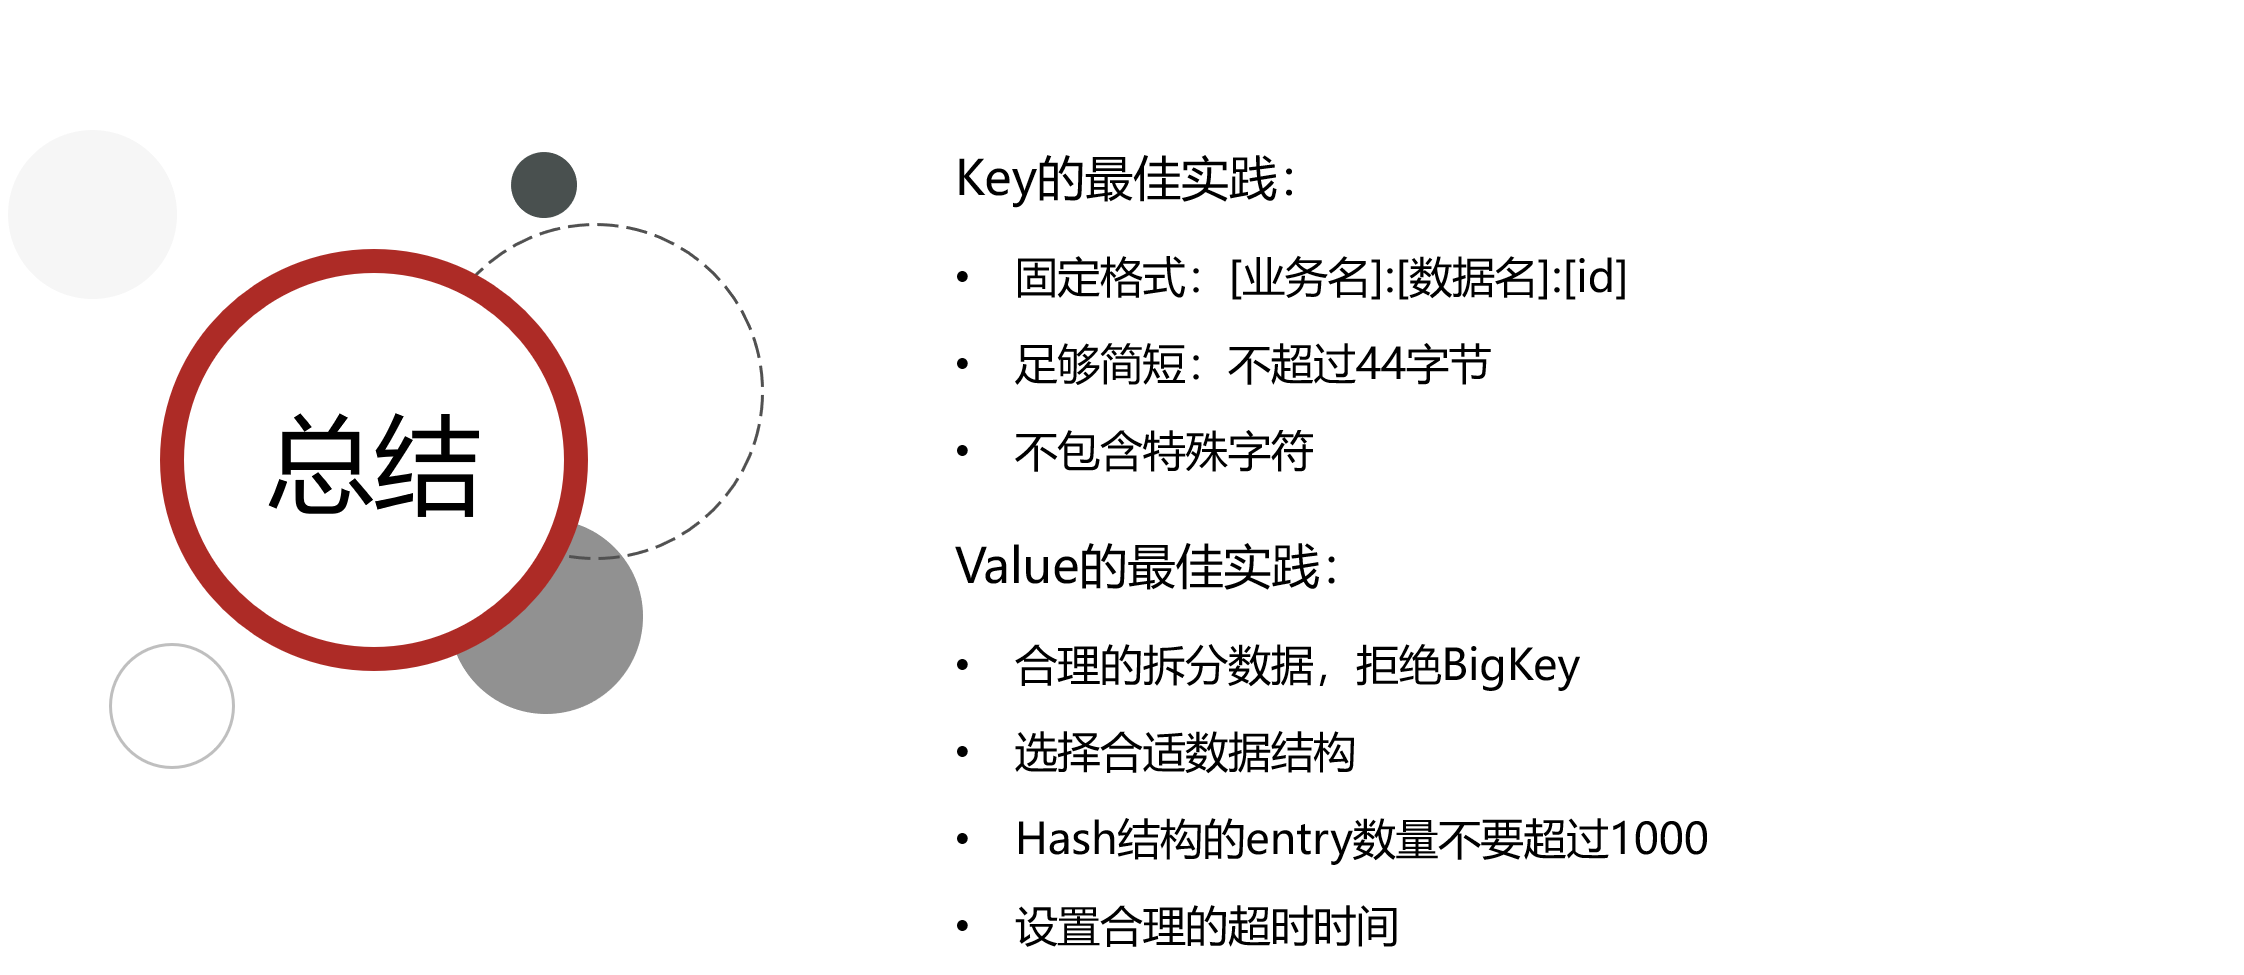 总结
Key的最佳实践：
• 固定格式：[业务名]:[数据名]:[id]
• 足够简短：不超过44字节
• 不包含特殊字符
Value的最佳实践：
• 合理的拆分数据，拒绝BigKey
• 选择合适数据结构
• Hash结构的entry数量不要超过1000
• 设置合理的超时时间